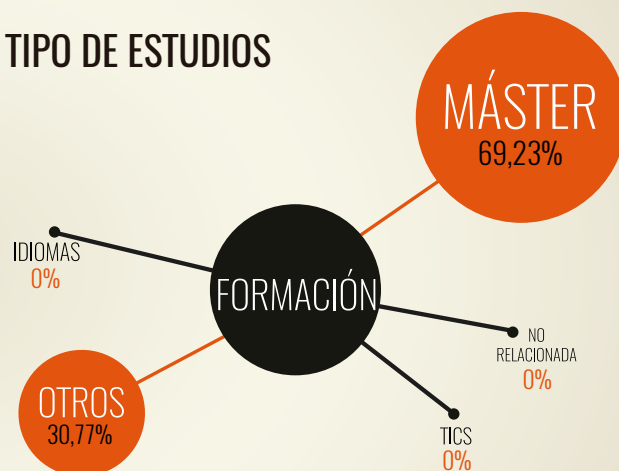 TIPO DE ESTUDIOS
MÁSTER
69,23%
IDIOMAS
0%
FORMACIÓN
NO
RELACIONADA
0%
OTROS
30,77%
TICS
0%